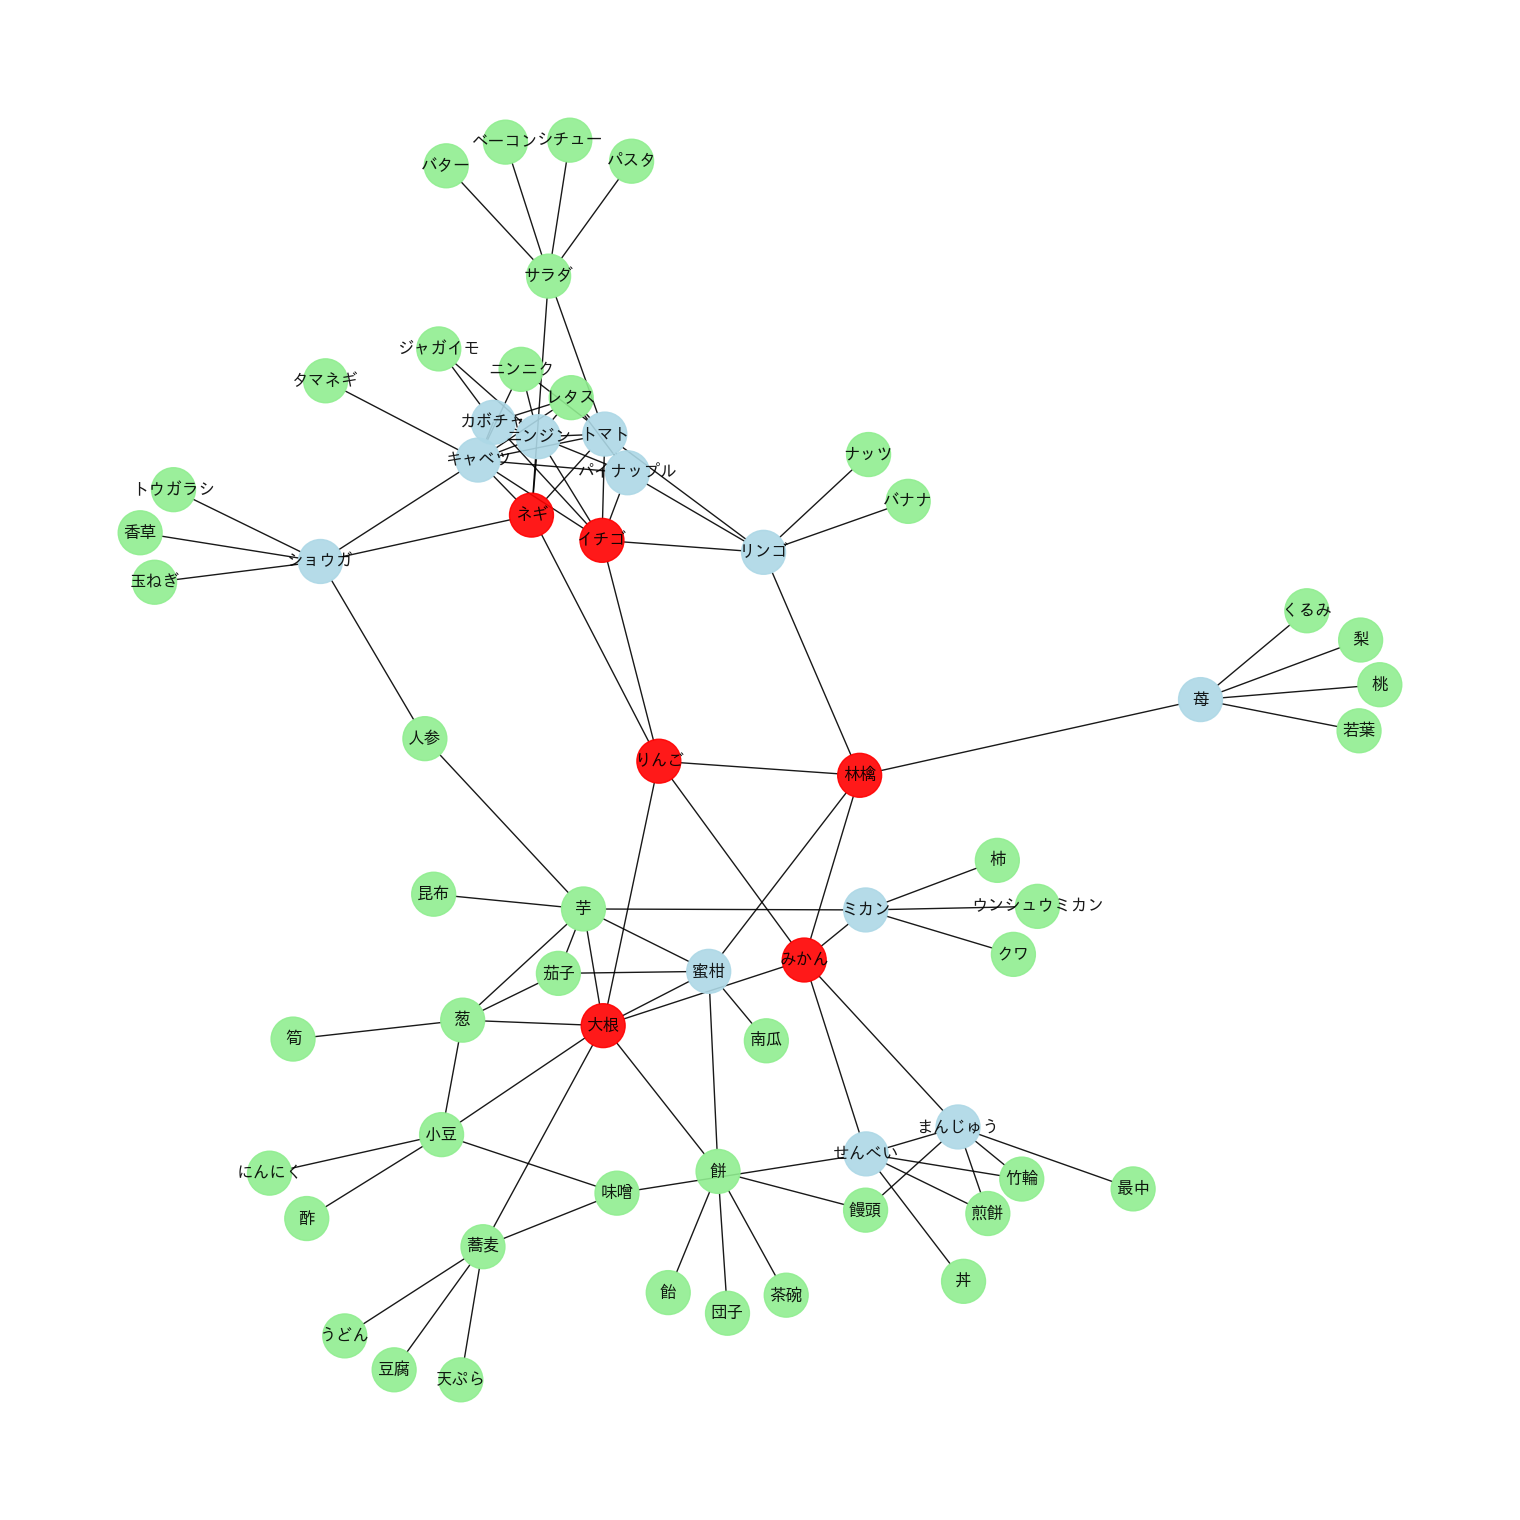 ベーコン
シチュー
バター
パスタ
サラダ
ジャガイモ
ニンニク
タマネギ
レタス
カボチャ
ニンジン
トマト
キャベツ
パイナップル
ナッツ
トウガラシ
バナナ
ネギ
香草
イチゴ
リンゴ
ショウガ
玉ねぎ
くるみ
梨
桃
苺
若葉
人参
りんご
林檎
柿
昆布
芋
ミカン
ウンシュウミカン
クワ
みかん
茄子
蜜柑
葱
大根
筍
南瓜
まんじゅう
小豆
せんべい
にんにく
餅
竹輪
最中
味噌
饅頭
煎餅
酢
蕎麦
丼
飴
茶碗
団子
うどん
豆腐
天ぷら